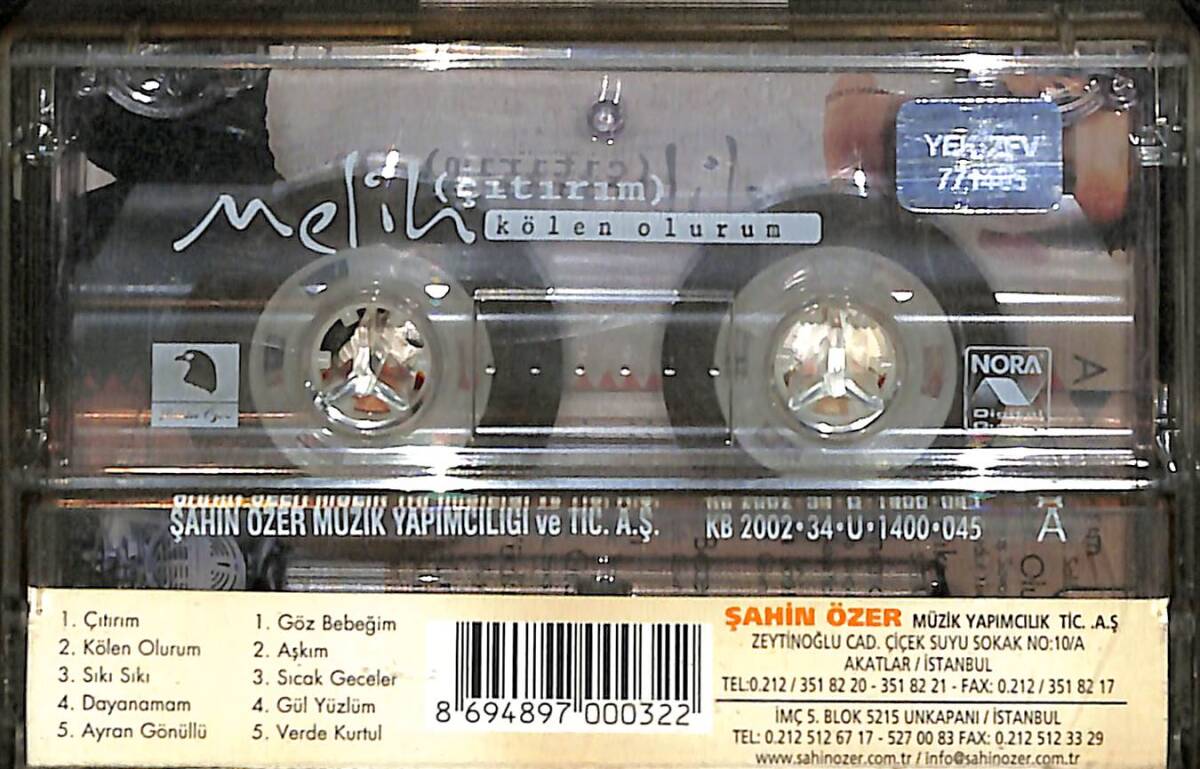 Melih (Çıtırım)
kölen olurum
NORA
Digital
ŞAHİN ÖZER MÜZİK YAPIMCILIĞI ve TİC. A.Ş.
KB 2002•34•U•1400•045
A
1. Çıtırım
2. Kölen Olurum
3. Sıkı Sıkı
4. Dayanamam
5. Ayran Gönüllü
1. Göz Bebeğim
2. Aşkım
3. Sıcak Geceler
4. Gül Yüzlüm
5. Verde Kurtul
8 694897 000322
ŞAHİN ÖZER MÜZİK YAPIMCILIK TİC. .A.Ş
ZEYTİNOĞLU CAD. ÇİÇEK SUYU SOKAK NO:10/A
AKATLAR / İSTANBUL
TEL:0.212 / 351 82 20 - 351 82 21 - FAX: 0.212 / 351 82 17
İMÇ 5. BLOK 5215 UNKAPANI / İSTANBUL
TEL: 0.212 512 67 17 - 527 00 83 FAX: 0.212 512 33 29
www.sahinozer.com.tr / info@sahinozer.com.tr